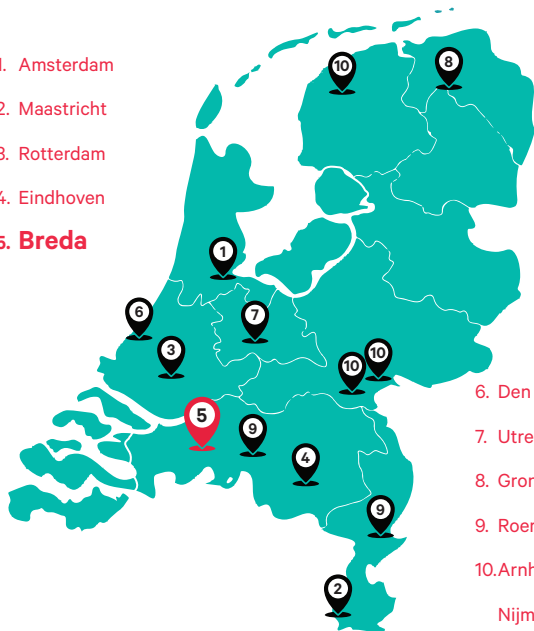 1. Amsterdam
2. Maastricht
3. Rotterdam
4. Eindhoven
5. Breda
10
8
1
6
7
3
10
10
5
9
4
9
2
6. Den
7. Utre
8. Gron
9. Roer
10.Arnh
Nijm